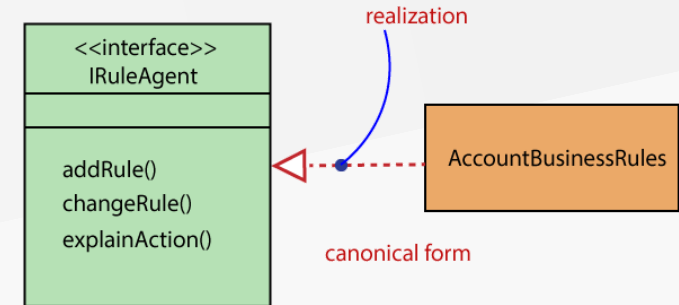 realization
<<interface>>
IRuleAgent
addRule()
changeRule()
explainAction()
AccountBusinessRules
canonical form